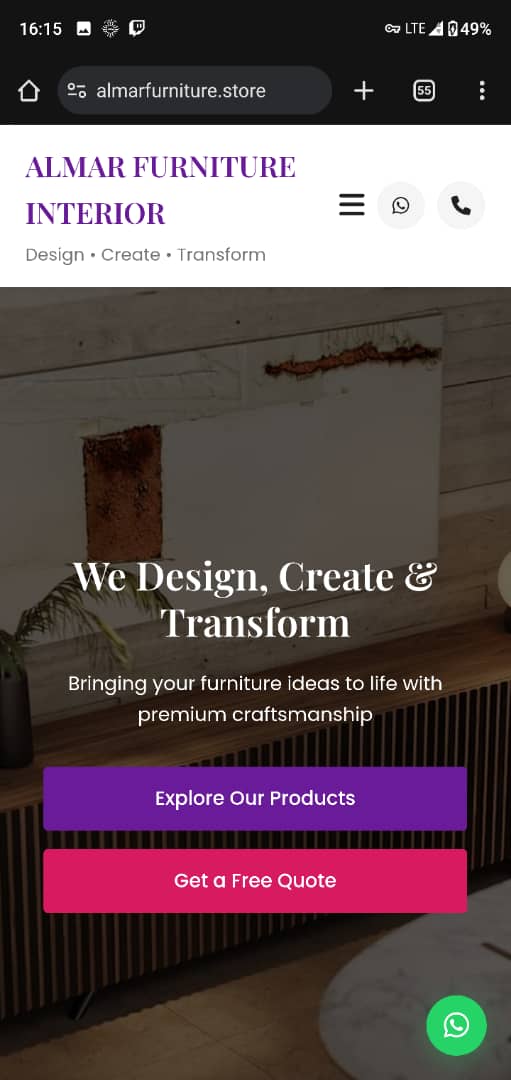 16:15 LTE 49%
almarfurniture.store 55
ALMAR FURNITURE
INTERIOR
Design • Create • Transform
We Design, Create &
Transform
Bringing your furniture ideas to life with
premium craftsmanship
Explore Our Products
Get a Free Quote